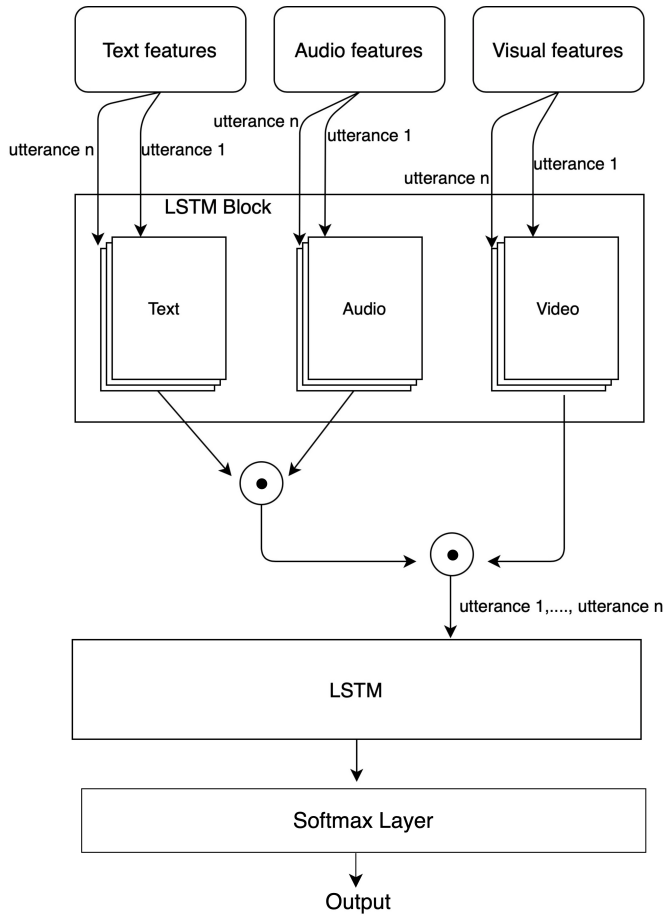 Text features
Audio features
Visual features
utterance n
utterance 1
utterance n
utterance 1
utterance n
utterance 1
LSTM Block
Text
Audio
Video
utterance 1,...., utterance n
LSTM
Softmax Layer
Output